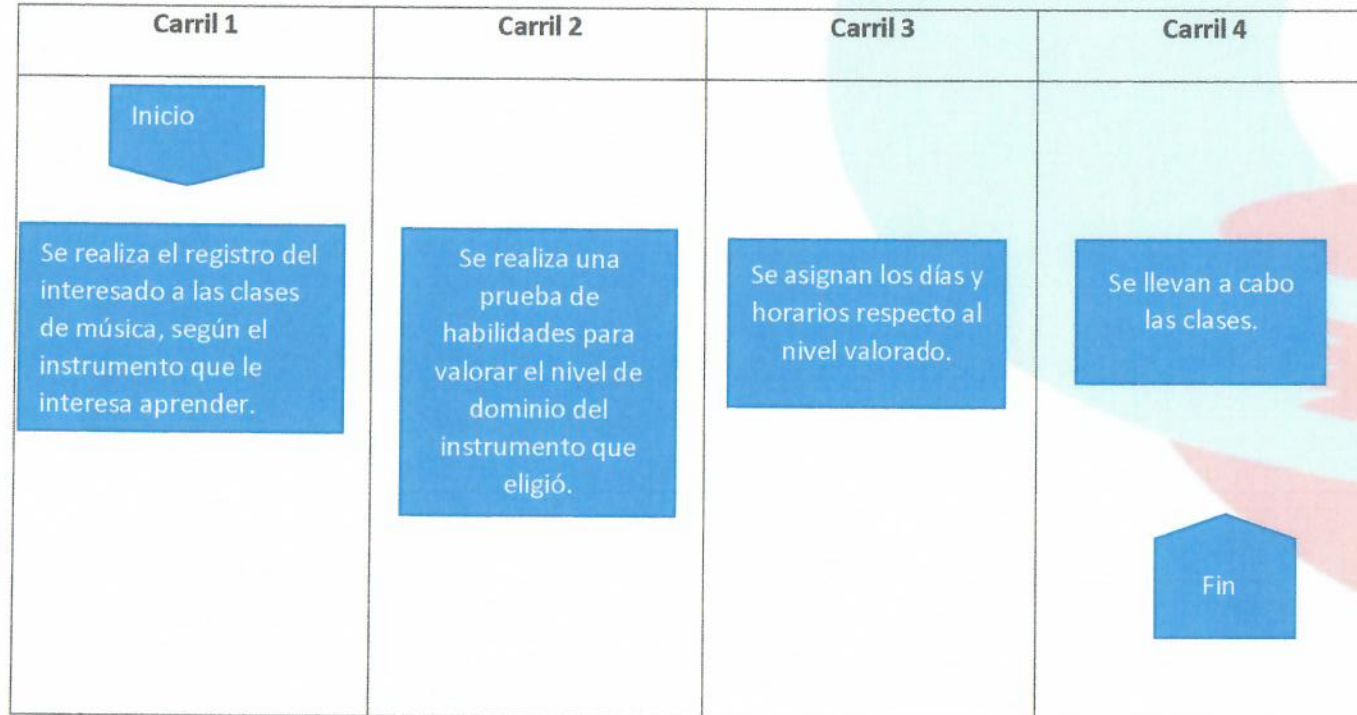 Carril 1
Carril 2
Carril 3
Carril 4
Inicio
Se realiza el registro del
interesado a las clases
de música, según el
instrumento que le
interesa aprender.
Se realiza una
prueba de
habilidades para
valorar el nivel de
dominio del
instrumento que
eligió.
Se asignan los días y
horarios respecto al
nivel valorado.
Se llevan a cabo
las clases.
Fin